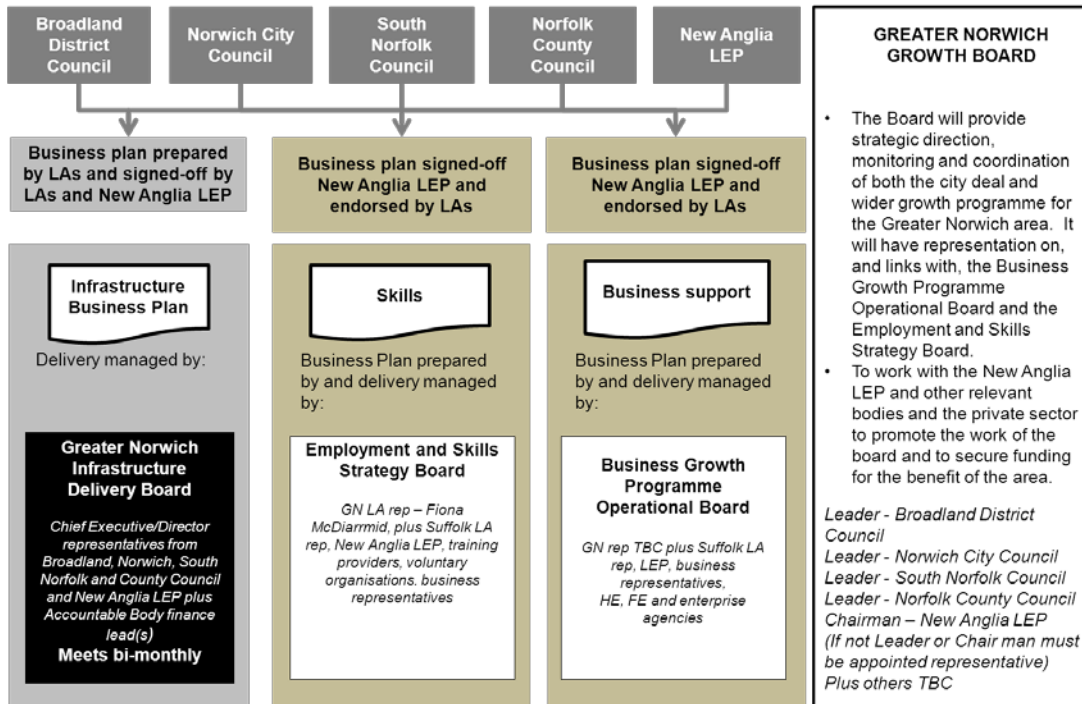 Broadland
District
Council
Norwich City
Council
South
Norfolk
Council
Norfolk
County
Council
New Anglia
LEP
Business plan prepared
by LAs and signed-off by
LAs and New Anglia LEP
Business plan signed-off
New Anglia LEP and
endorsed by LAs
Business plan signed-off
New Anglia LEP and
endorsed by LAs
Infrastructure
Business Plan
Delivery managed by:
Greater Norwich
Infrastructure
Delivery Board
Chief Executive/Director
representatives from
Broadland, Norwich, South
Norfolk and County Council
and New Anglia LEP plus
Accountable Body finance
lead(s)
Meets bi-monthly
Skills
Business Plan prepared
by and delivery managed
by:
Employment and Skills
Strategy Board
GN LA rep – Fiona
McDiarrmid, plus Suffolk LA
rep, New Anglia LEP, training
providers, voluntary
organisations. business
representatives
Business support
Business Plan prepared
by and delivery managed
by:
Business Growth
Programme
Operational Board
GN rep TBC plus Suffolk LA
rep, LEP, business
representatives,
HE, FE and enterprise
agencies
GREATER NORWICH
GROWTH BOARD
• The Board will provide
strategic direction,
monitoring and coordination
of both the city deal and
wider growth programme for
the Greater Norwich area. It
will have representation on,
and links with, the Business
Growth Programme
Operational Board and the
Employment and Skills
Strategy Board.
• To work with the New Anglia
LEP and other relevant
bodies and the private sector
to promote the work of the
board and to secure funding
for the benefit of the area.
Leader - Broadland District
Council
Leader - Norwich City Council
Leader - South Norfolk Council
Leader - Norfolk County Council
Chairman – New Anglia LEP
(If not Leader or Chair man must
be appointed representative)
Plus others TBC